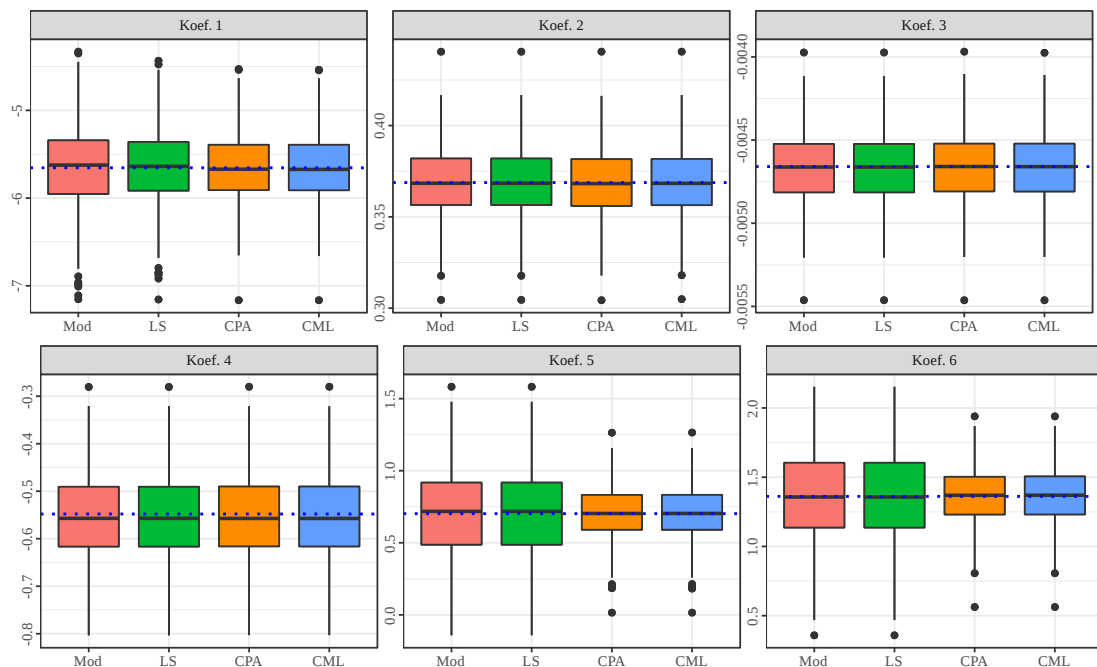 Koef. 1
-5
-6
-7
Mod LS CPA CML
Koef. 2
0.40
0.35
0.30
Mod LS CPA CML
Koef. 3
-0.0040
-0.0045
-0.0050
-0.0055
Mod LS CPA CML
Koef. 4
-0.3
-0.4
-0.5
-0.6
-0.7
-0.8
Mod LS CPA CML
Koef. 5
1.5
1.0
0.5
0.0
Mod LS CPA CML
Koef. 6
2.0
1.5
1.0
0.5
Mod LS CPA CML